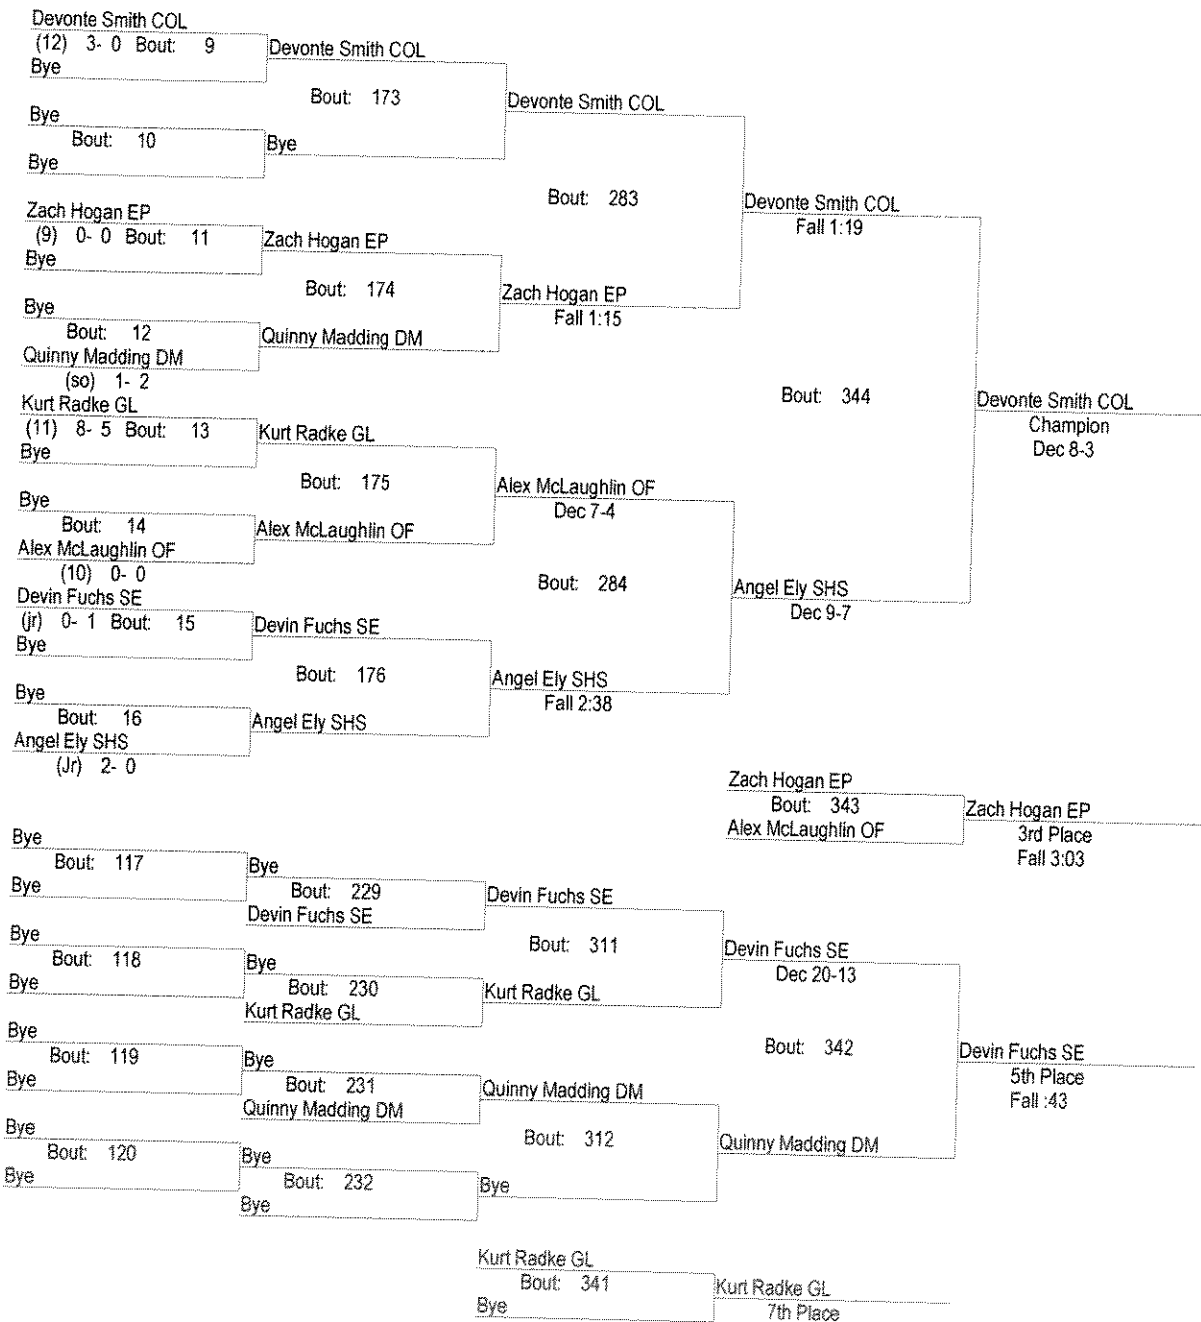 Devonte Smith COL
(12) 3- 0 Bout: 9
Bye
Devonte Smith COL
Bout: 173
Devonte Smith COL
Bye
Bout: 10
Bye
Bye
Bout: 283
Devonte Smith COL
Fall 1:19
Zach Hogan EP
(9) 0- 0 Bout: 11
Bye
Zach Hogan EP
Bout: 174
Zach Hogan EP
Fall 1:15
Bye
Bout: 12
Quinny Madding DM
(so) 1- 2
Quinny Madding DM
Bout: 344
Devonte Smith COL
Champion
Dec 8-3
Kurt Radke GL
(11) 8- 5 Bout: 13
Bye
Kurt Radke GL
Bout: 175
Alex McLaughlin OF
Dec 7-4
Bye
Bout: 14
Alex McLaughlin OF
(10) 0- 0
Alex McLaughlin OF
Bout: 284
Angel Ely SHS
Dec 9-7
Devin Fuchs SE
(jr) 0- 1 Bout: 15
Bye
Devin Fuchs SE
Bout: 176
Angel Ely SHS
Fall 2:38
Bye
Bout: 16
Angel Ely SHS
(Jr) 2- 0
Angel Ely SHS
Zach Hogan EP
Bout: 343
Alex McLaughlin OF
Zach Hogan EP
3rd Place
Fall 3:03
Bye
Bout: 117
Bye
Bye
Bout: 229
Devin Fuchs SE
Devin Fuchs SE
Bout: 311
Devin Fuchs SE
Dec 20-13
Bye
Bout: 118
Bye
Bye
Bout: 230
Kurt Radke GL
Kurt Radke GL
Bout: 342
Devin Fuchs SE
5th Place
Fall :43
Bye
Bout: 119
Bye
Bye
Bout: 231
Quinny Madding DM
Quinny Madding DM
Bout: 312
Quinny Madding DM
Bye
Bout: 120
Bye
Bye
Bout: 232
Bye
Bye
Kurt Radke GL
Bout: 341
Bye
Kurt Radke GL
7th Place